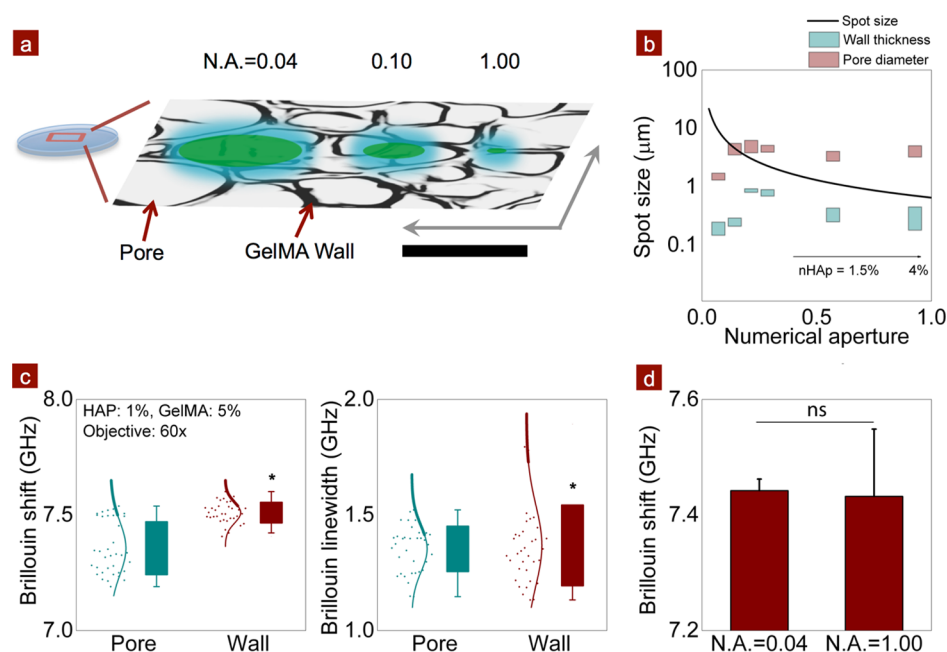 a
N.A.=0.04 0.10 1.00
Pore
GelMA Wall
b
Spot size
Wall thickness
Pore diameter
Spot size (μm)
100
10
1
0.1
nHAp = 1.5% 4%
0.0 0.5 1.0
Numerical aperture
c
Brillouin shift (GHz)
8.0
7.5
7.0
HAP: 1%, GelMA: 5%
Objective: 60x
*
Pore Wall
Brillouin linewidth (GHz)
2.0
1.5
1.0
*
Pore Wall
d
Brillouin shift (GHz)
7.6
7.4
7.2
ns
N.A.=0.04 N.A.=1.00